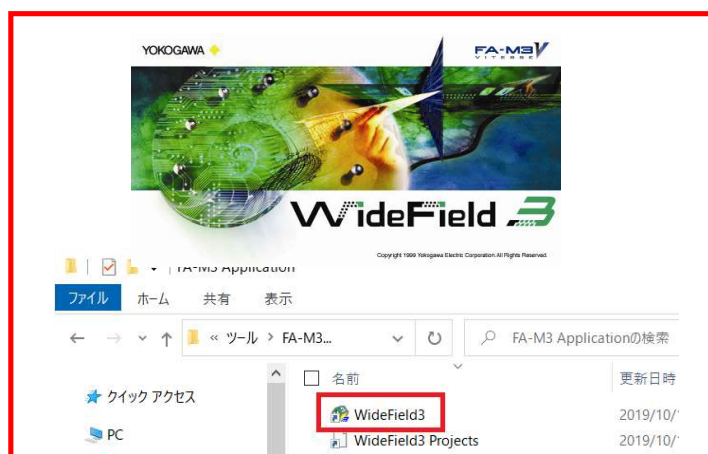 YOKOGAWA
FA-M3V
VITESSE
WideField 3
Copyright 1999 Yokogawa Electric Corporation. All Rights Reserved.
FA-M3 Application
ファイル ホーム 共有 表示
« ツール > FA-M3... FA-M3 Applicationの検索
名前 更新日時
クイック アクセス
WideField3 2019/10/
PC
WideField3 Projects 2019/10/